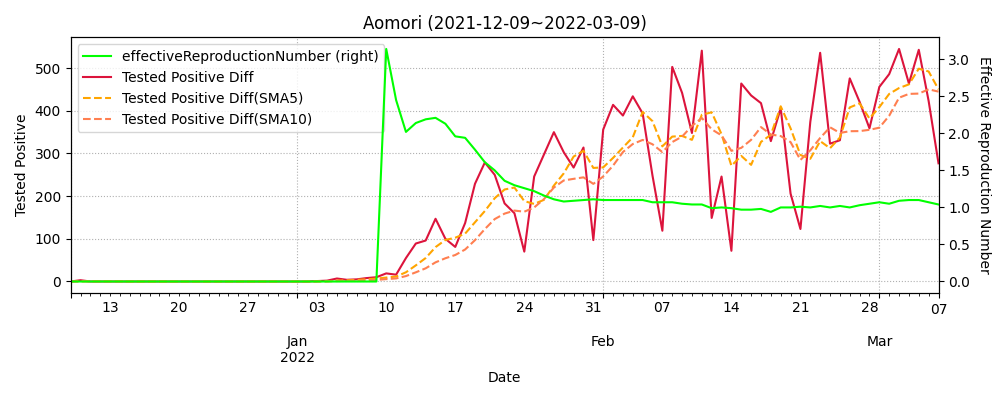 Aomori (2021-12-09~2022-03-09)
effectiveReproductionNumber (right)
Tested Positive Diff
Tested Positive Diff(SMA5)
Tested Positive Diff(SMA10)
Tested Positive
500
400
300
200
100
0
Effective Reproduction Number
3.0
2.5
2.0
1.5
1.0
0.5
0.0
13 20 27 03 10 17 24 31 07 14 21 28 07
Jan Feb Mar
2022
Date